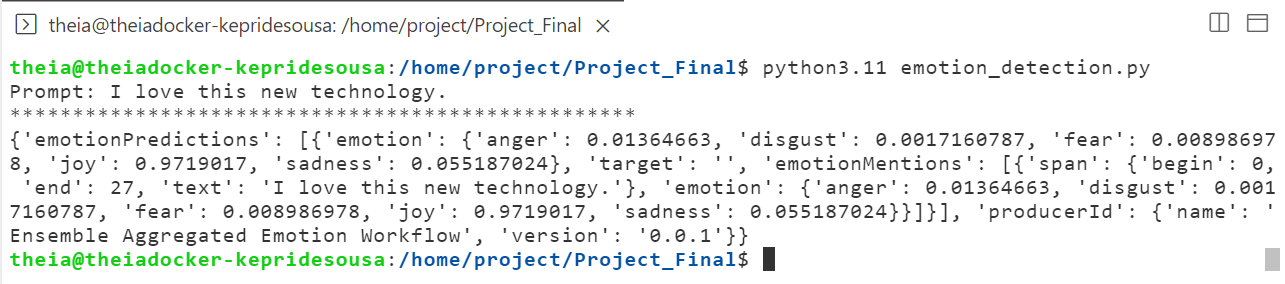 theia@theiadocker-kepridesousa: /home/project/Project_Final
theia@theiadocker-kepridesousa:/home/project/Project_Final$ python3.11 emotion_detection.py
Prompt: I love this new technology.
**************************************************
{'emotionPredictions': [{'emotion': {'anger': 0.01364663, 'disgust': 0.0017160787, 'fear': 0.00898697
8, 'joy': 0.9719017, 'sadness': 0.055187024}, 'target': '', 'emotionMentions': [{'span': {'begin': 0,
 'end': 27, 'text': 'I love this new technology.'}, 'emotion': {'anger': 0.01364663, 'disgust': 0.001
7160787, 'fear': 0.008986978, 'joy': 0.9719017, 'sadness': 0.055187024}}]}], 'producerId': {'name': '
Ensemble Aggregated Emotion Workflow', 'version': '0.0.1'}}
theia@theiadocker-kepridesousa:/home/project/Project_Final$